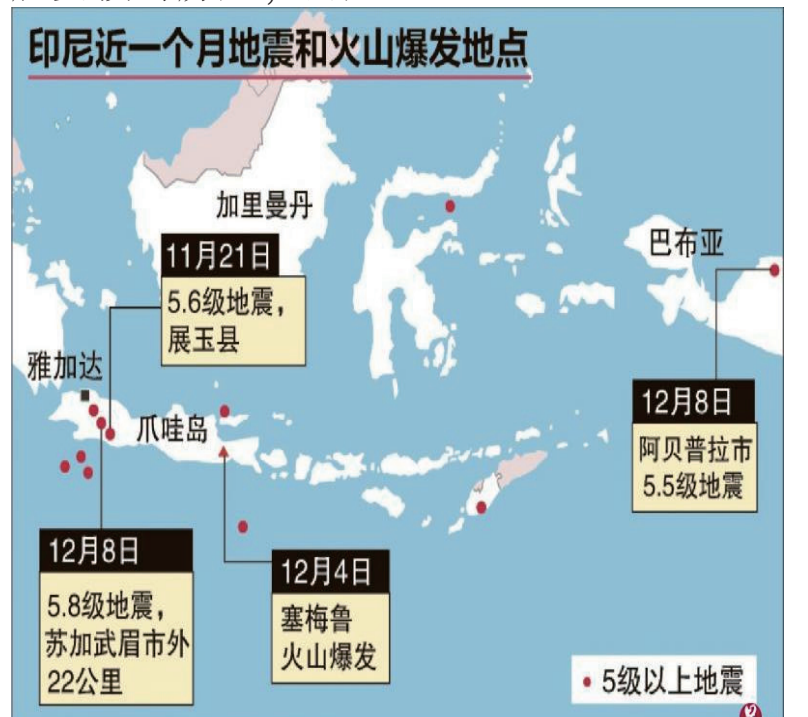 印尼近一个月地震和火山爆发地点
加里曼丹
巴布亚
11月21日
5.6级地震，
展玉县
雅加达
爪哇岛
12月8日
阿贝普拉市
5.5级地震
12月8日
5.8级地震，
苏加武眉市外
22公里
12月4日
塞梅鲁
火山爆发
5级以上地震